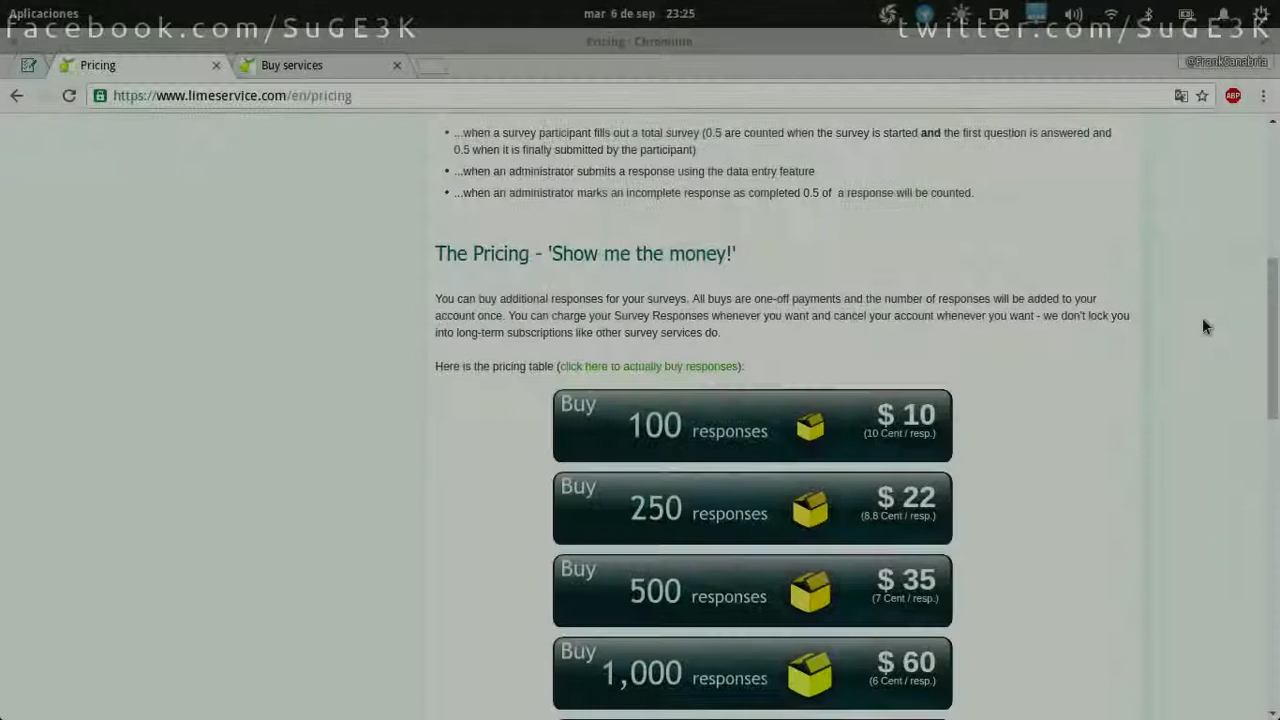 Aplicaciones
mar 6 de sep 23:25
facebook.com/SuGE3K
twitter.com/SuGE3K
Pricing - Chromium
Pricing
Buy services
@FrankSanabria
https://www.limeservice.com/en/pricing
ABP
...when a survey participant fills out a total survey (0.5 are counted when the survey is started and the first question is answered and
0.5 when it is finally submitted by the participant)
...when an administrator submits a response using the data entry feature
...when an administrator marks an incomplete response as completed 0.5 of a response will be counted.
The Pricing - 'Show me the money!'
You can buy additional responses for your surveys. All buys are one-off payments and the number of responses will be added to your
account once. You can charge your Survey Responses whenever you want and cancel your account whenever you want - we don't lock you
into long-term subscriptions like other survey services do.
Here is the pricing table (click here to actually buy responses):
Buy
100 responses
$ 10
(10 Cent / resp.)
Buy
250 responses
$ 22
(8,8 Cent / resp.)
Buy
500 responses
$ 35
(7 Cent / resp.)
Buy
1,000 responses
$ 60
(6 Cent / resp.)